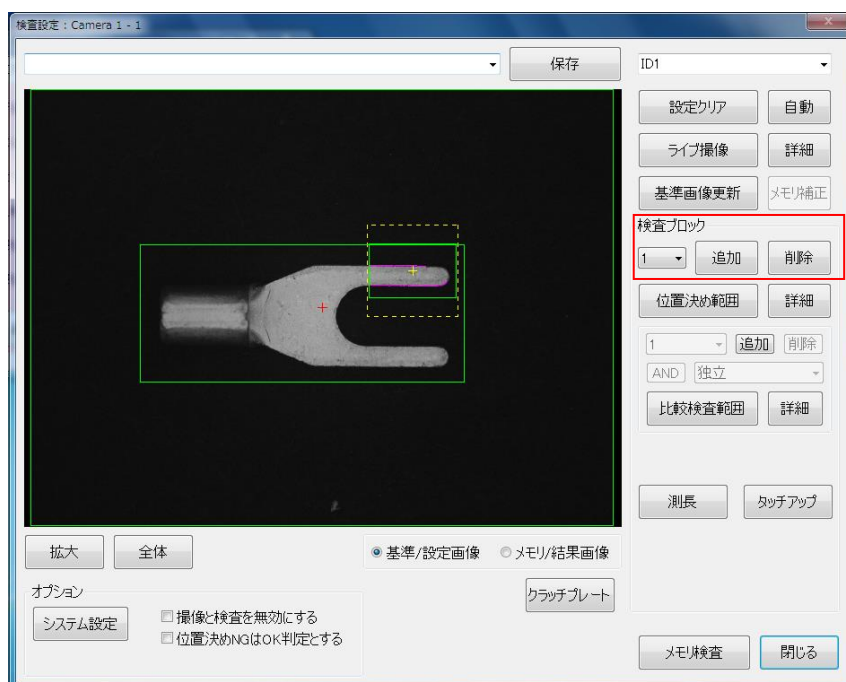 検査設定 : Camera 1 - 1
保存
ID1
設定クリア
自動
ライブ撮像
詳細
基準画像更新
メモリ補正
検査ブロック
1
追加
削除
位置決め範囲
詳細
1
追加
削除
AND
独立
比較検査範囲
詳細
測長
タッチアップ
拡大
全体
基準/設定画像
メモリ/結果画像
クラッチプレート
オプション
システム設定
撮像と検査を無効にする
位置決めNGはOK判定とする
メモリ検査
閉じる